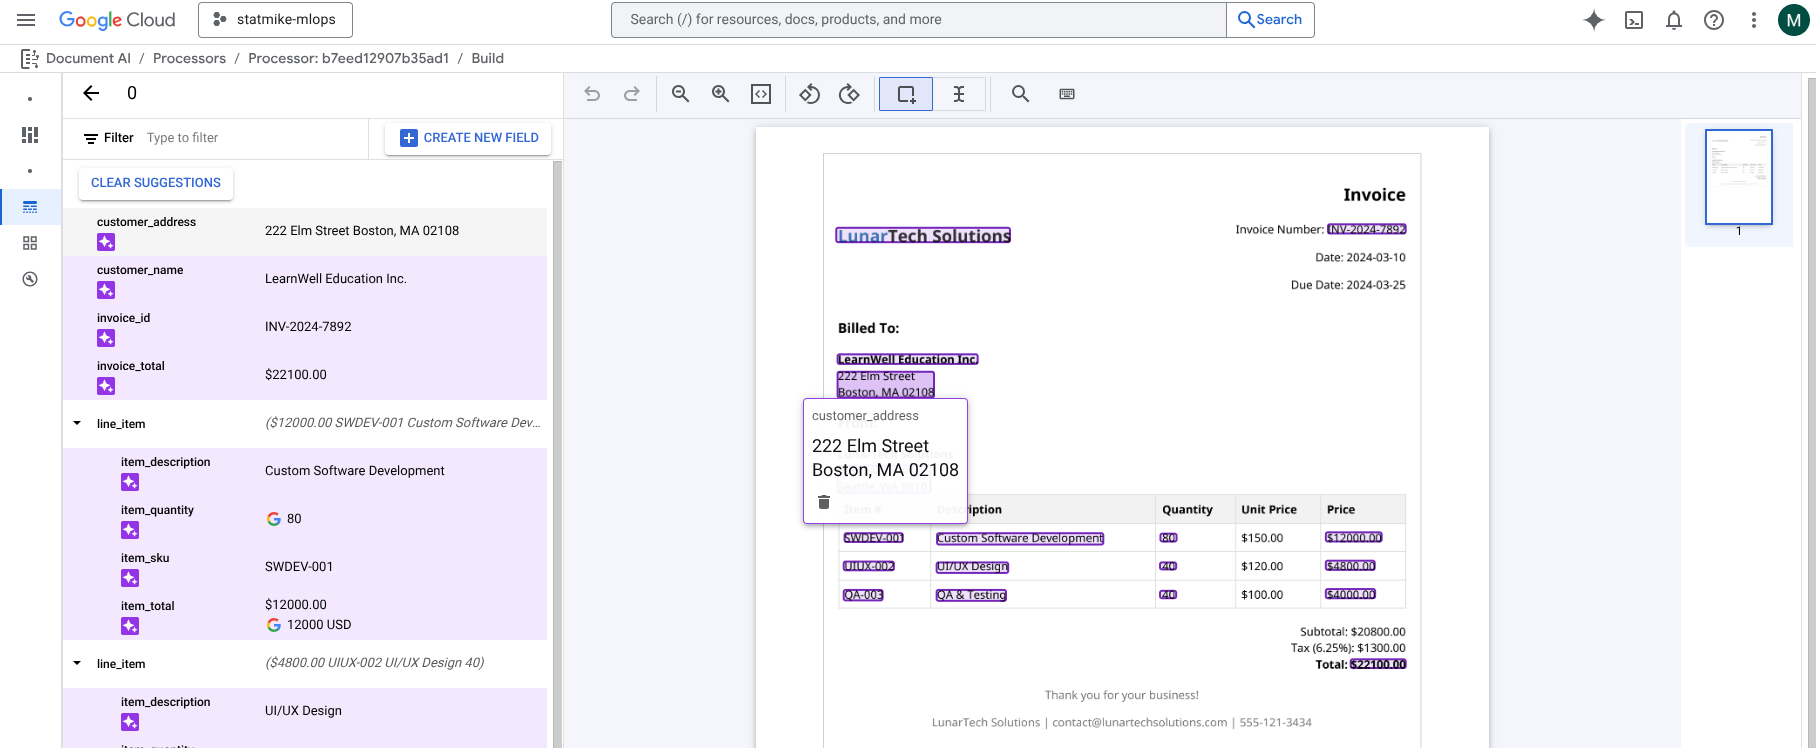 Google Cloud
statmike-mlops
Search (/) for resources, docs, products, and more
Search
M
Document AI / Processors / Processor: b7eed12907b35ad1 / Build
0
Filter Type to filter
CREATE NEW FIELD
CLEAR SUGGESTIONS
customer_address
222 Elm Street Boston, MA 02108
customer_name
LearnWell Education Inc.
invoice_id
INV-2024-7892
invoice_total
$22100.00
line_item
($12000.00 SWDEV-001 Custom Software Dev...
item_description
Custom Software Development
item_quantity
80
item_sku
SWDEV-001
item_total
$12000.00
12000 USD
line_item
($4800.00 UIUX-002 UI/UX Design 40)
item_description
UI/UX Design
Invoice
LunarTech Solutions
Invoice Number: INV-2024-7892
Date: 2024-03-10
Due Date: 2024-03-25
Billed To:
LearnWell Education Inc.
222 Elm Street
Boston, MA 02108
customer_address
222 Elm Street
Boston, MA 02108
Item # Description Quantity Unit Price Price
SWDEV-001 Custom Software Development 80 $150.00 $12000.00
UIUX-002 UI/UX Design 40 $120.00 $4800.00
QA-003 QA & Testing 40 $100.00 $4000.00
Subtotal: $20800.00
Tax (6.25%): $1300.00
Total: $22100.00
Thank you for your business!
LunarTech Solutions | contact@lunartechsolutions.com | 555-121-3434
1